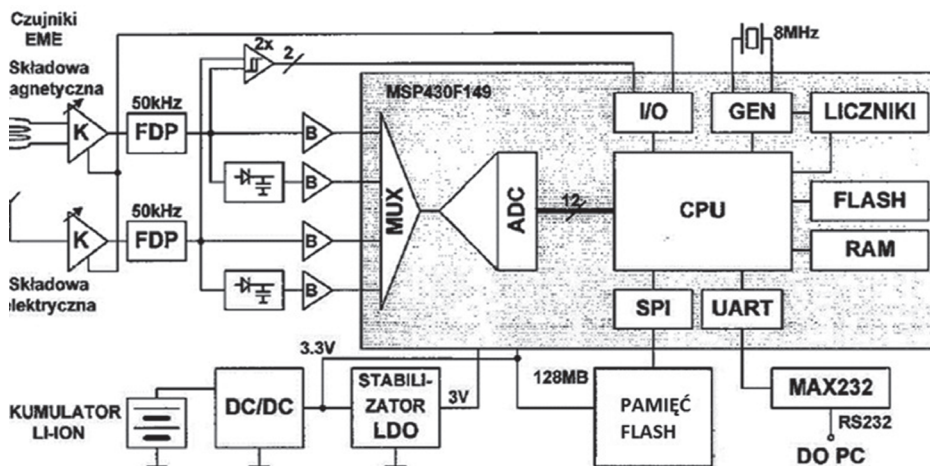 Czujniki
EME
Składowa
agnetyczna
K
50kHz
FDP
2x
2
B
B
50kHz
K
FDP
B
B
Składowa
elektryczna
MSP430F149
MUX
ADC
12
I/O
GEN
8MHz
LICZNIKI
CPU
FLASH
RAM
SPI
UART
3.3V
KUMULATOR
LI-ION
DC/DC
STABILI-
ZATOR
LDO
3V
128MB
PAMIĘĆ
FLASH
MAX232
RS232
DO PC